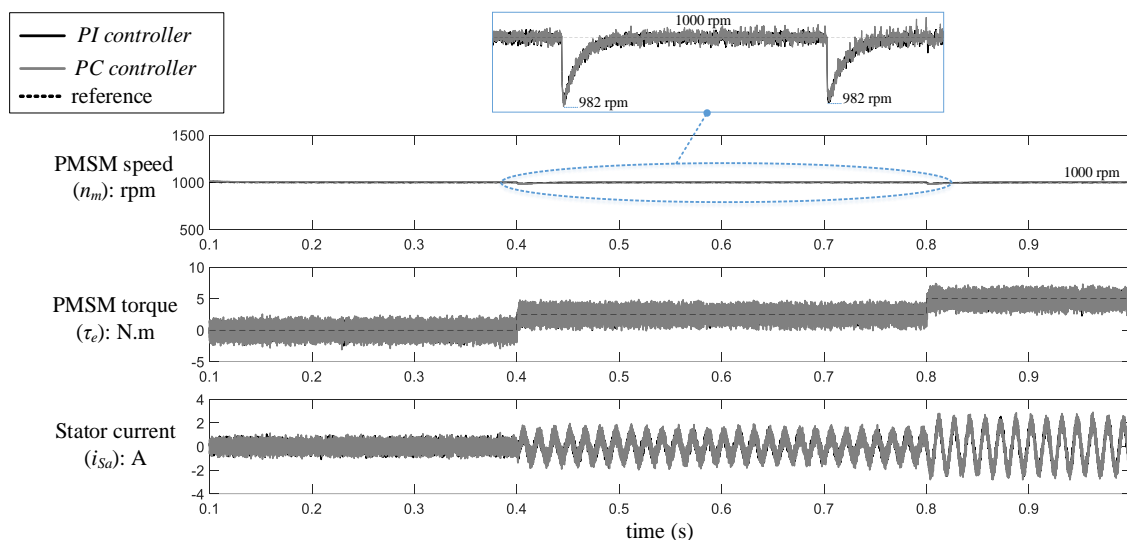 PI controller
PC controller
reference
1000 rpm
982 rpm
982 rpm
PMSM speed
(nm): rpm
1500
1000
500
1000 rpm
0.1 0.2 0.3 0.4 0.5 0.6 0.7 0.8 0.9
PMSM torque
(τe): N.m
10
5
0
-5
0.1 0.2 0.3 0.4 0.5 0.6 0.7 0.8 0.9
Stator current
(iSa): A
4
2
0
-2
-4
0.1 0.2 0.3 0.4 0.5 0.6 0.7 0.8 0.9
time (s)